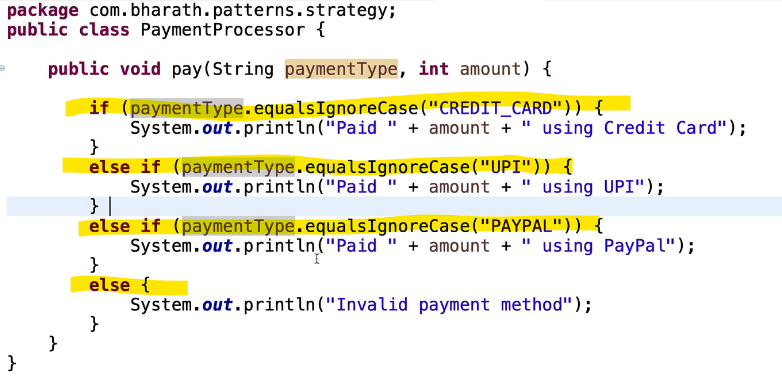 package com.bharath.patterns.strategy;
public class PaymentProcessor {
public void pay(String paymentType, int amount) {
if (paymentType.equalsIgnoreCase("CREDIT_CARD")) {
System.out.println("Paid " + amount + " using Credit Card");
}
else if (paymentType.equalsIgnoreCase("UPI")) {
System.out.println("Paid " + amount + " using UPI");
}
else if (paymentType.equalsIgnoreCase("PAYPAL")) {
System.out.println("Paid " + amount + " using PayPal");
}
else {
System.out.println("Invalid payment method");
}
}
}